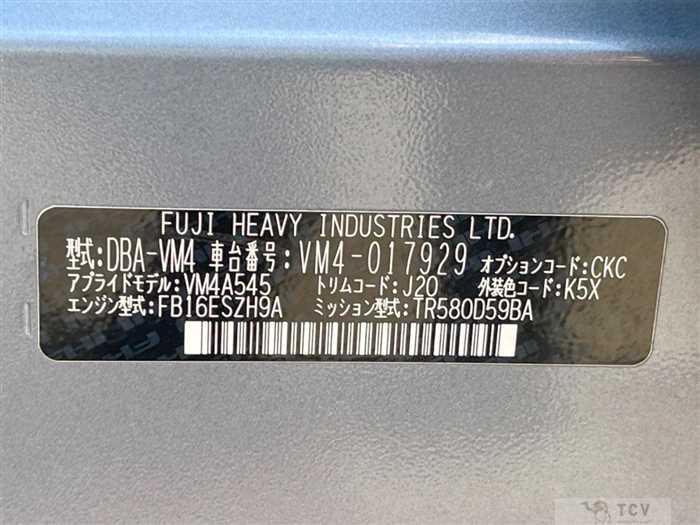 FUJI HEAVY INDUSTRIES LTD.
型式:DBA-VM4 車台番号:VM4-017929 オプションコード:CKC
アプライドモデル:VM4A545 トリムコード:J20 外装色コード:K5X
エンジン型式:FB16ESZH9A ミッション型式:TR580D59BA
TCV